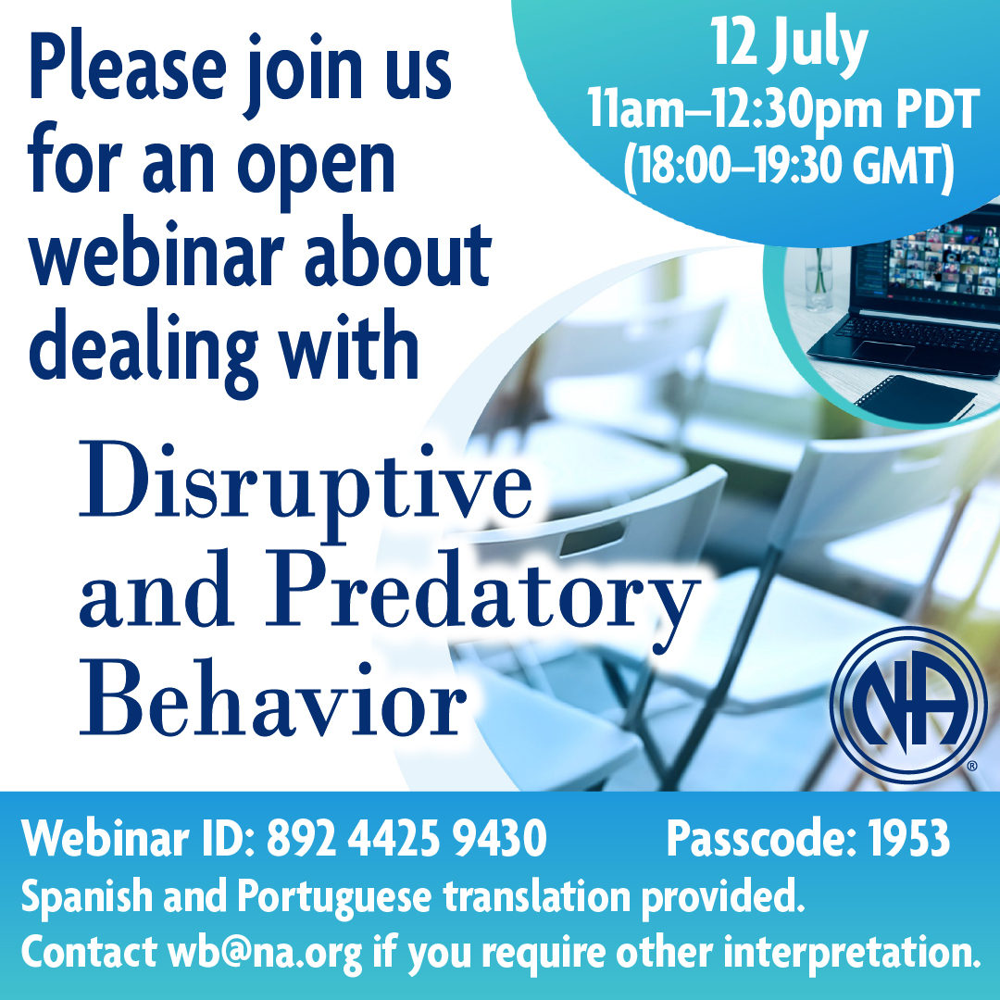 Please join us
for an open
webinar about
dealing with
Disruptive
and Predatory
Behavior
12 July
11am–12:30pm PDT
(18:00–19:30 GMT)
NA
®
Webinar ID: 892 4425 9430 Passcode: 1953
Spanish and Portuguese translation provided.
Contact wb@na.org if you require other interpretation.